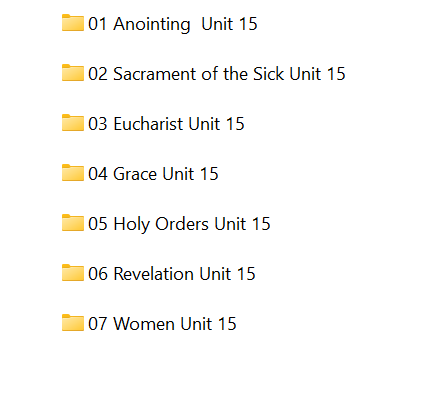 01 Anointing  Unit 15
02 Sacrament of the Sick Unit 15
03 Eucharist Unit 15
04 Grace Unit 15
05 Holy Orders Unit 15
06 Revelation Unit 15
07 Women Unit 15